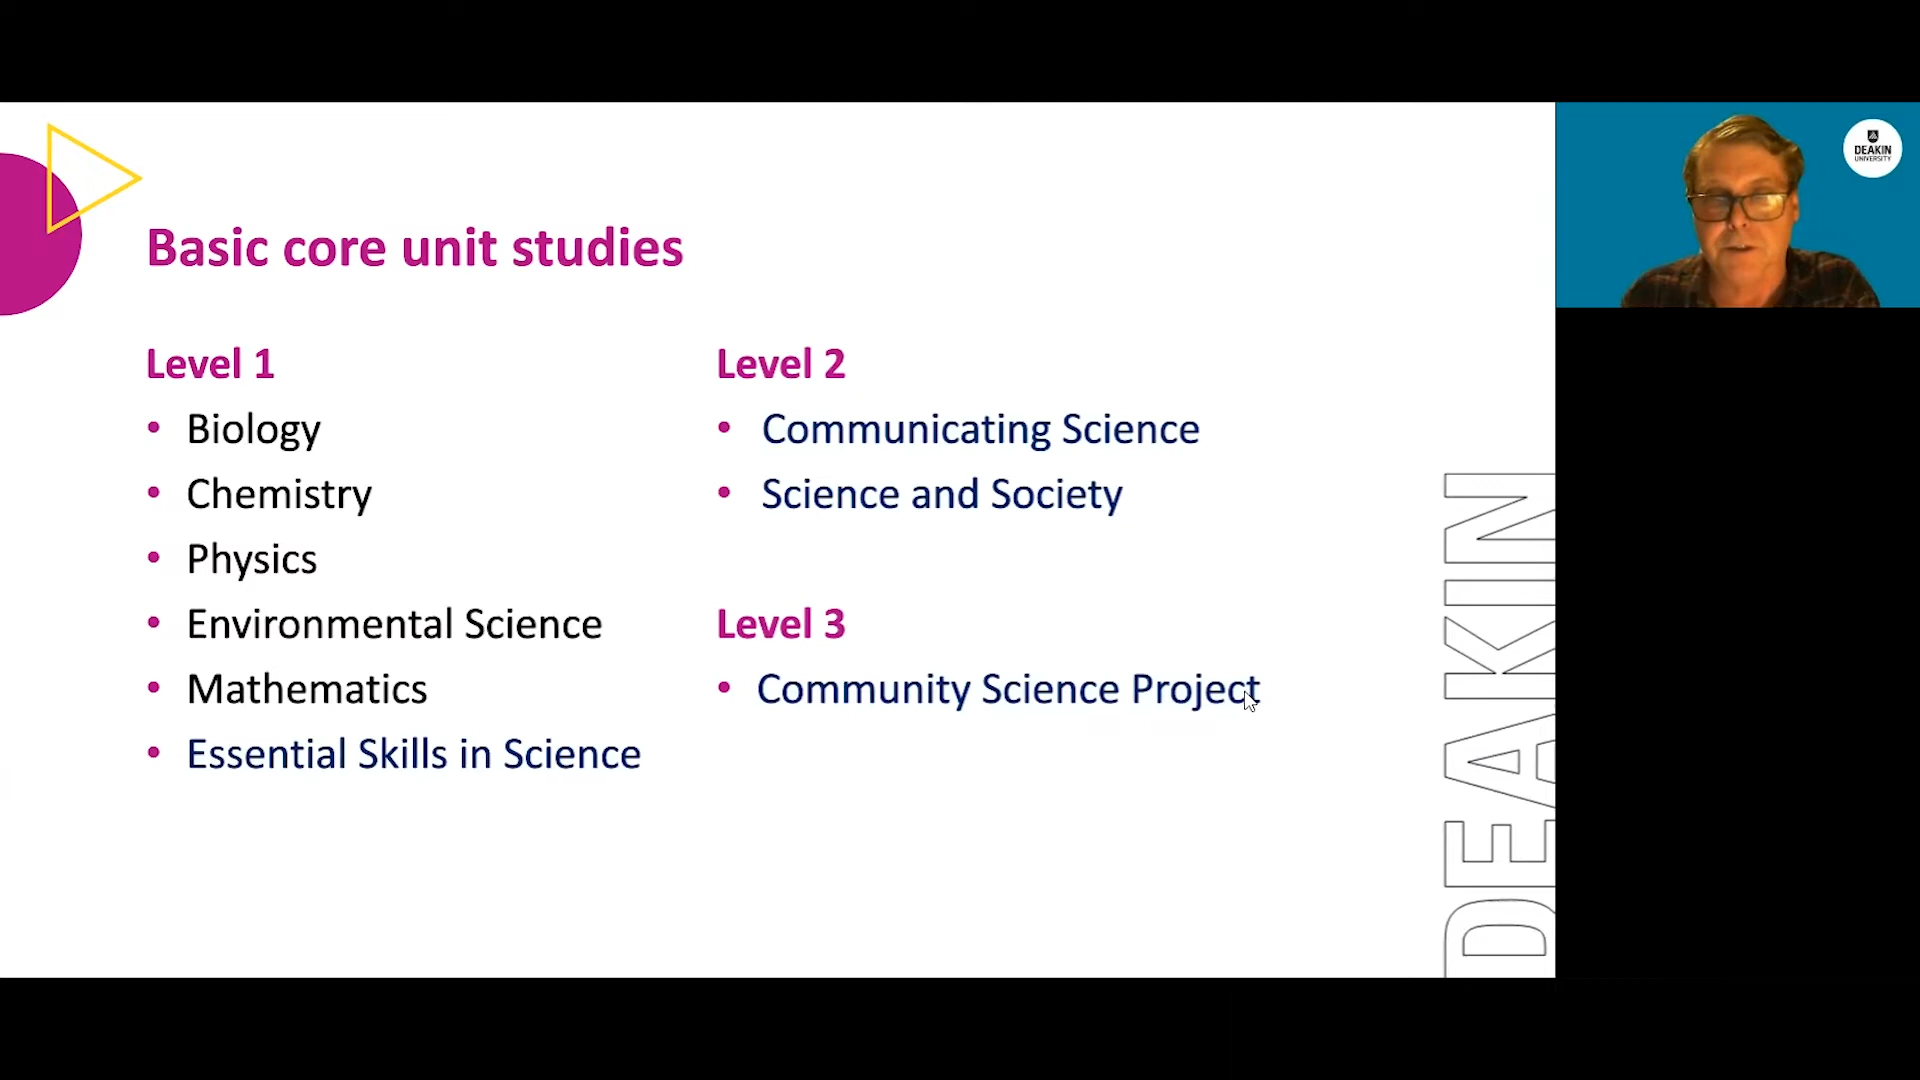 Basic core unit studies
Level 1
• Biology
• Chemistry
• Physics
• Environmental Science
• Mathematics
• Essential Skills in Science
Level 2
• Communicating Science
• Science and Society
Level 3
• Community Science Project
DEAKIN
DEAKIN
UNIVERSITY